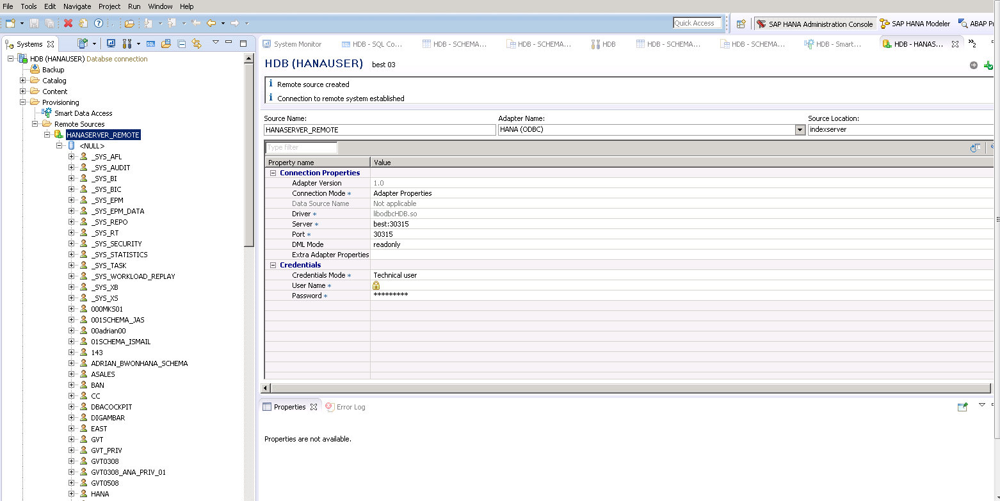 File Tools Edit Navigate Project Run Window Help
Quick Access
SAP HANA Administration Console
SAP HANA Modeler
ABAP Pr
Systems
System Monitor
HDB - SQL Co...
HDB - SCHEMA...
HDB - SCHEMA...
HDB
HDB - SCHEMA...
HDB - SCHEMA...
HDB - Smart...
HDB - HANAS...
»2
HDB (HANAUSER) Databse connection
Backup
Catalog
Content
Provisioning
Smart Data Access
Remote Sources
HANASERVER_REMOTE
<NULL>
_SYS_AFL
_SYS_AUDIT
_SYS_BI
_SYS_BIC
_SYS_EPM
_SYS_EPM_DATA
_SYS_REPO
_SYS_RT
_SYS_SECURITY
_SYS_STATISTICS
_SYS_TASK
_SYS_WORKLOAD_REPLAY
_SYS_XB
_SYS_XS
000MKS01
001SCHEMA_JAS
00adrian00
01SCHEMA_ISMAIL
143
ADRIAN_BWONHANA_SCHEMA
ASALES
BAN
CC
DBACOCKPIT
DIGAMBAR
EAST
GVT
GVT_PRIV
GVT0308
GVT0308_ANA_PRIV_01
GVT0508
HANA
HDB (HANAUSER) best 03
Remote source created
Connection to remote system established
Source Name:
HANASERVER_REMOTE
Adapter Name:
HANA (ODBC)
Source Location:
indexserver
Type filter
Property name Value
Connection Properties
Adapter Version 1.0
Connection Mode * Adapter Properties
Data Source Name Not applicable
Driver * libodbcHDB.so
Server * best:30315
Port * 30315
DML Mode readonly
Extra Adapter Properties
Credentials
Credentials Mode * Technical user
User Name *
Password * *********
Properties
Error Log
Properties are not available.